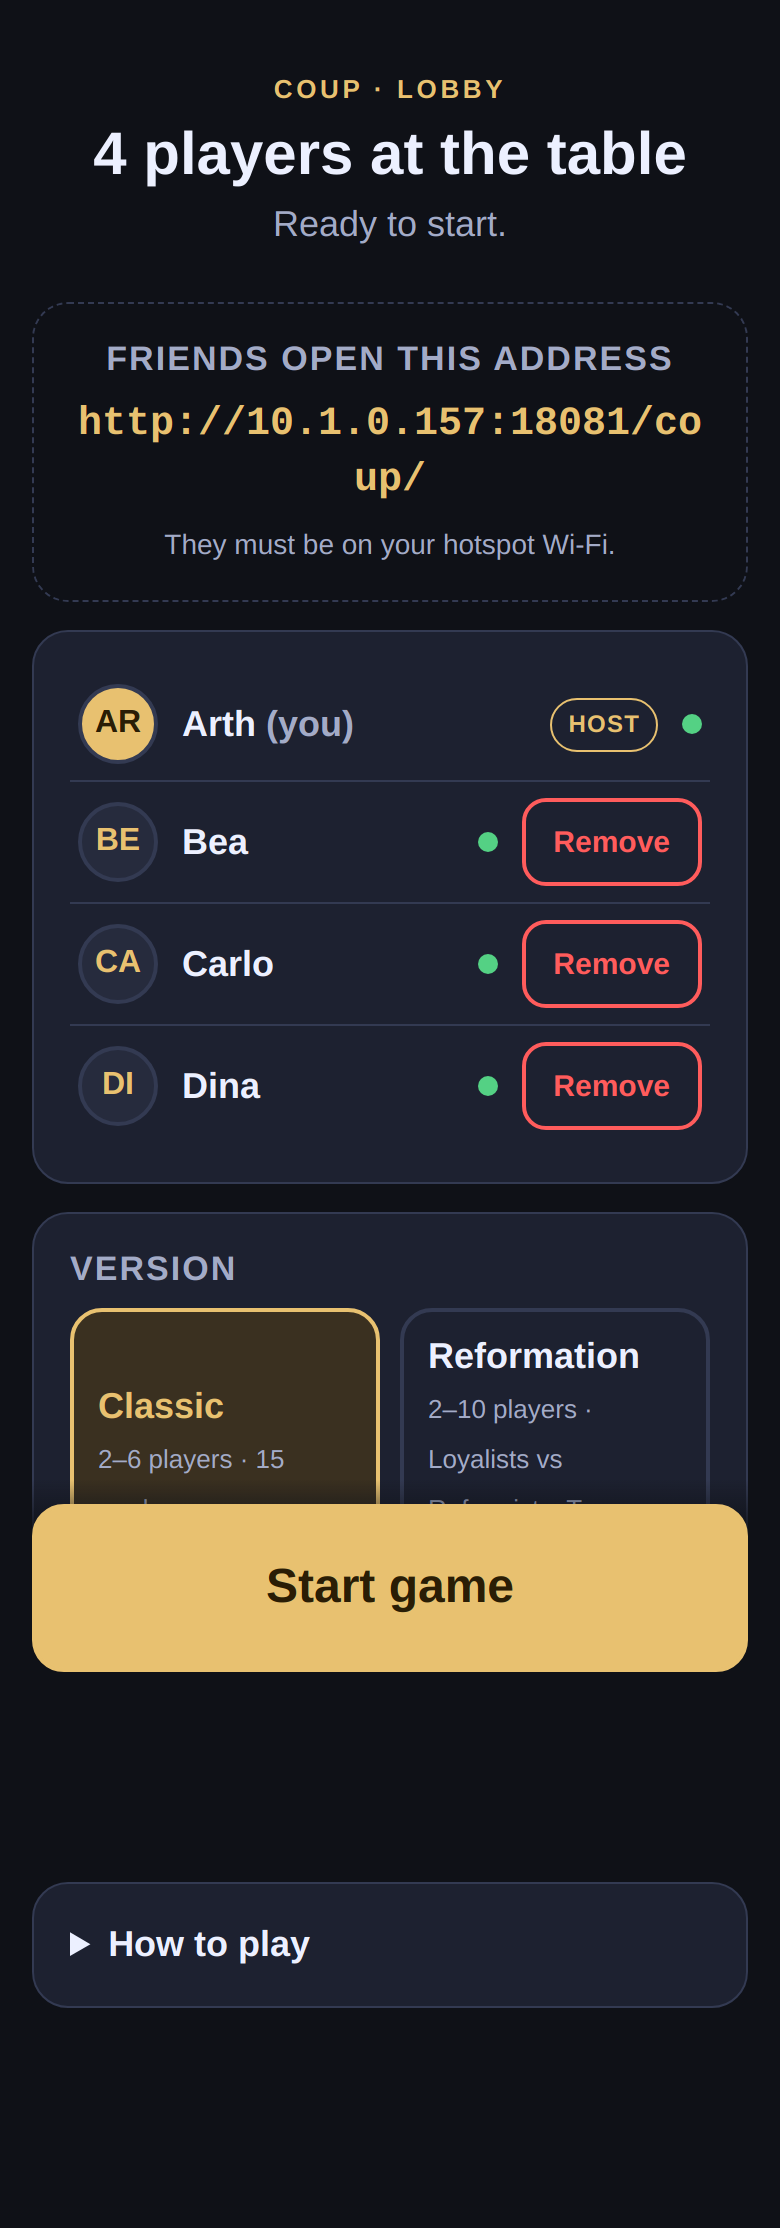 COUP · LOBBY
4 players at the table
Ready to start.
FRIENDS OPEN THIS ADDRESS
http://10.1.0.157:18081/co
up/
They must be on your hotspot Wi-Fi.
AR Arth (you) HOST
BE Bea Remove
CA Carlo Remove
DI Dina Remove
VERSION
Classic
2–6 players · 15
Reformation
2–10 players ·
Loyalists vs
Start game
How to play